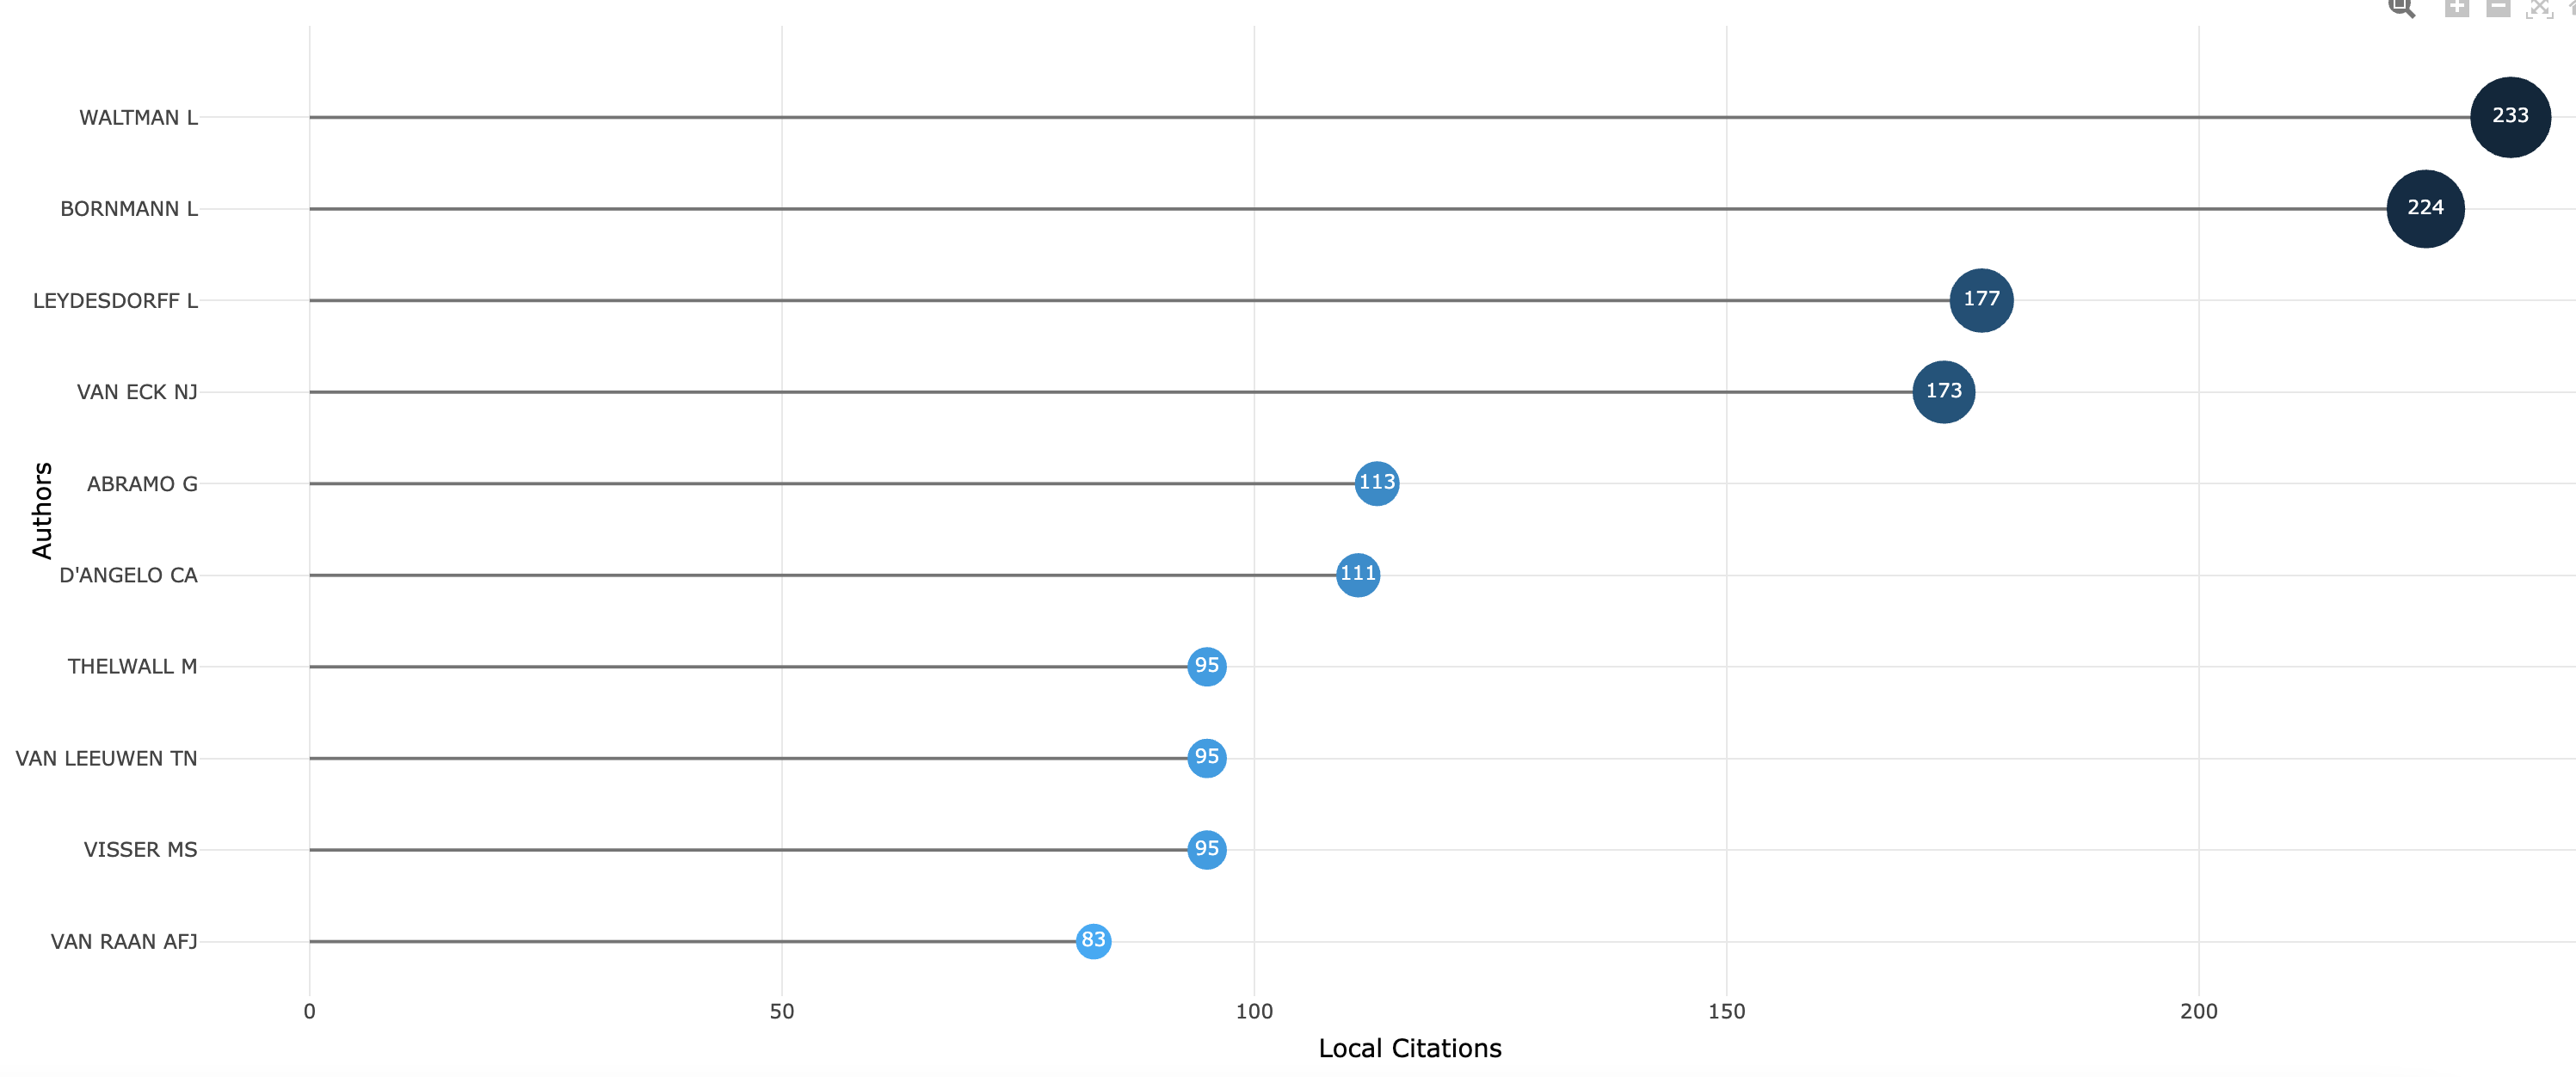 WALTMAN L
233
BORNMANN L
224
LEYDESDORFF L
177
VAN ECK NJ
173
Authors
ABRAMO G
113
D'ANGELO CA
111
THELWALL M
95
VAN LEEUWEN TN
95
VISSER MS
95
VAN RAAN AFJ
83
0 50 100 150 200
Local Citations